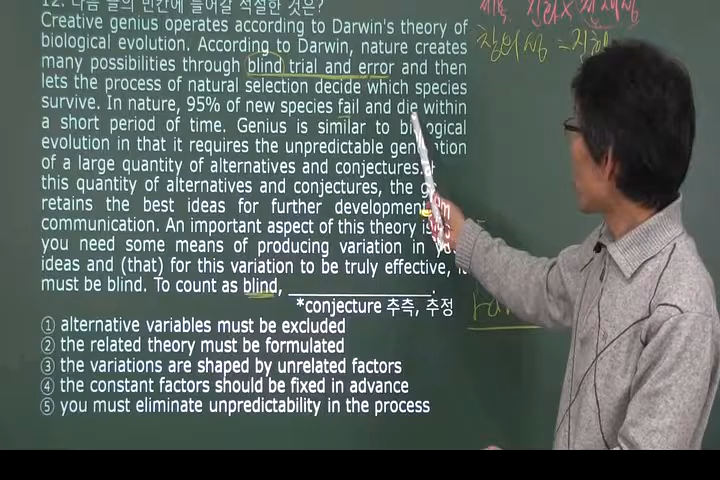 12. 다음 글의 빈칸에 들어갈 적절한 것은?
Creative genius operates according to Darwin's theory of
biological evolution. According to Darwin, nature creates
many possibilities through blind trial and error and then
lets the process of natural selection decide which species
survive. In nature, 95% of new species fail and die within
a short period of time. Genius is similar to biological
evolution in that it requires the unpredictable generation
of a large quantity of alternatives and conjectures.
this quantity of alternatives and conjectures, the
retains the best ideas for further development
communication. An important aspect of this theory is
you need some means of producing variation in
ideas and (that) for this variation to be truly effective, it
must be blind. To count as blind, ____________________.
*conjecture 추측, 추정
① alternative variables must be excluded
② the related theory must be formulated
③ the variations are shaped by unrelated factors
④ the constant factors should be fixed in advance
⑤ you must eliminate unpredictability in the process
창의성 =